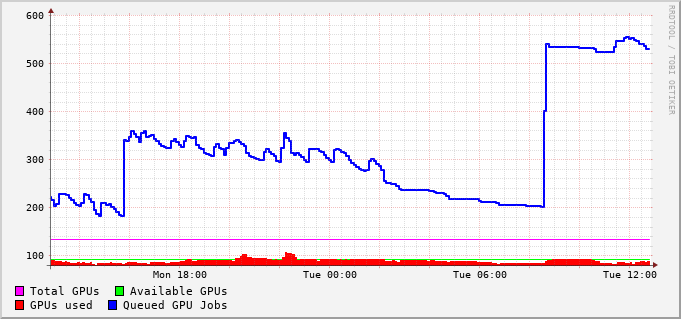 600
500
400
300
200
100
Mon 18:00 Tue 00:00 Tue 06:00 Tue 12:00
Total GPUs Available GPUs
GPUs used Queued GPU Jobs
RRDTOOL / TOBI OETIKER